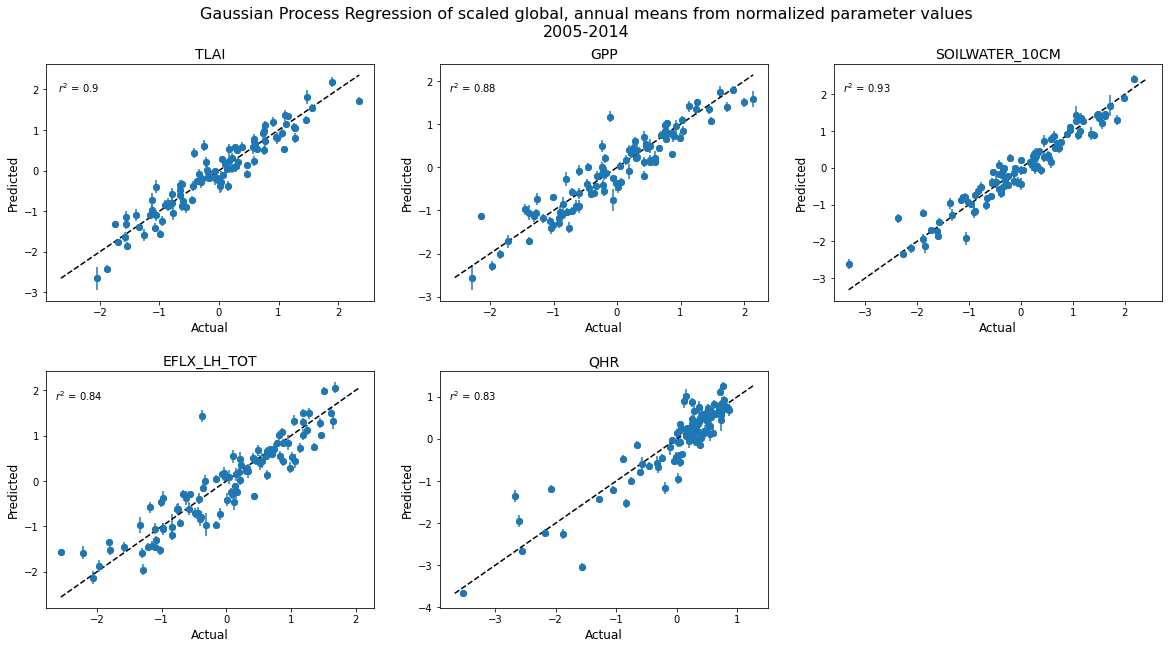 Gaussian Process Regression of scaled global, annual means from normalized parameter values
2005-2014
TLAI
r² = 0.9
2
1
0
−1
−2
−3
Predicted
−2
−1
0
1
2
Actual
GPP
r² = 0.88
2
1
0
−1
−2
−3
Predicted
−2
−1
0
1
2
Actual
SOILWATER_10CM
r² = 0.93
2
1
0
−1
−2
−3
Predicted
−3
−2
−1
0
1
2
Actual
EFLX_LH_TOT
r² = 0.84
2
1
0
−1
−2
Predicted
−2
−1
0
1
2
Actual
QHR
r² = 0.83
1
0
−1
−2
−3
−4
Predicted
−3
−2
−1
0
1
Actual